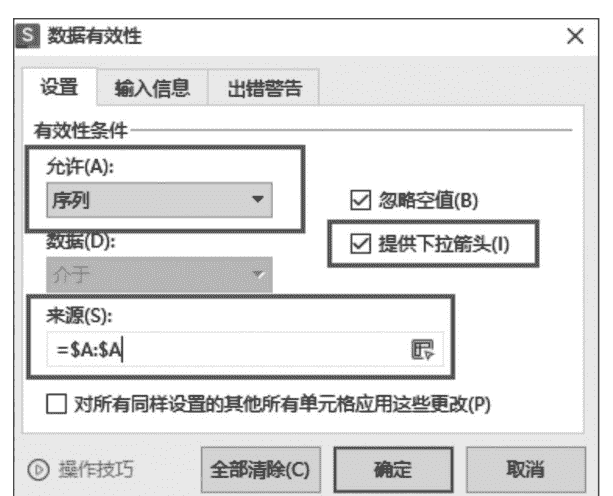 S 数据有效性
设置 输入信息 出错警告
有效性条件
允许(A):
序列 忽略空值(B)
数据(D): 提供下拉箭头(I)
介于
来源(S):
=$A:$A
对所有同样设置的其他所有单元格应用这些更改(P)
操作技巧 全部清除(C) 确定 取消